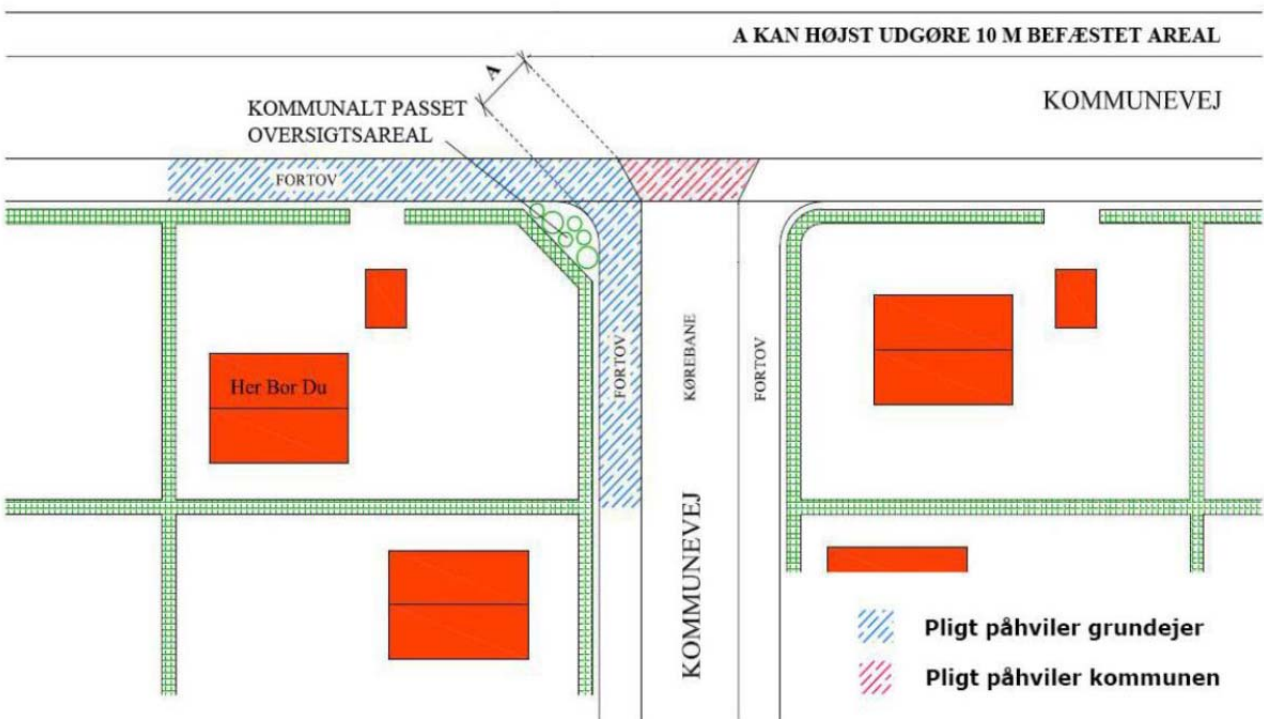 A KAN HØJST UDGØRE 10 M BEFÆSTET AREAL
A
KOMMUNEVEJ
KOMMUNALT PASSET
OVERSIGTSAREAL
FORTOV
Her Bor Du
FORTOV
KØREBANE
FORTOV
KOMMUNEVEJ
Pligt påhviler grundejer
Pligt påhviler kommunen